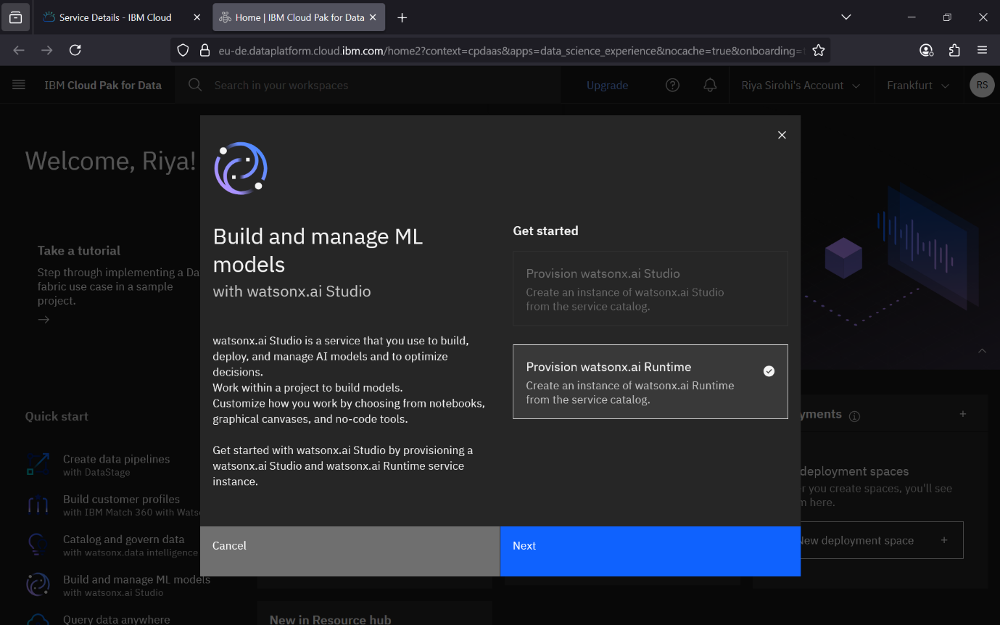 Service Details - IBM Cloud
Home | IBM Cloud Pak for Data
eu-de.dataplatform.cloud.ibm.com/home2?context=cpdaas&apps=data_science_experience&nocache=true&onboarding=
IBM Cloud Pak for Data
Search in your workspaces
Upgrade
Riya Sirohi's Account
Frankfurt
RS
Welcome, Riya!
Take a tutorial
Step through implementing a Da
fabric use case in a sample
project.
Quick start
Create data pipelines
with DataStage
Build customer profiles
with IBM Match 360 with Wats
Catalog and govern data
with watsonx.data intelligence
Build and manage ML models
with watsonx.ai Studio
Query data anywhere
Build and manage ML
models
with watsonx.ai Studio
watsonx.ai Studio is a service that you use to build,
deploy, and manage AI models and to optimize
decisions.
Work within a project to build models.
Customize how you work by choosing from notebooks,
graphical canvases, and no-code tools.
Get started with watsonx.ai Studio by provisioning a
watsonx.ai Studio and watsonx.ai Runtime service
instance.
Get started
Provision watsonx.ai Studio
Create an instance of watsonx.ai Studio
from the service catalog.
Provision watsonx.ai Runtime
Create an instance of watsonx.ai Runtime
from the service catalog.
Cancel
Next
yments
deployment spaces
r you create spaces, you'll see
n here.
New deployment space
New in Resource hub